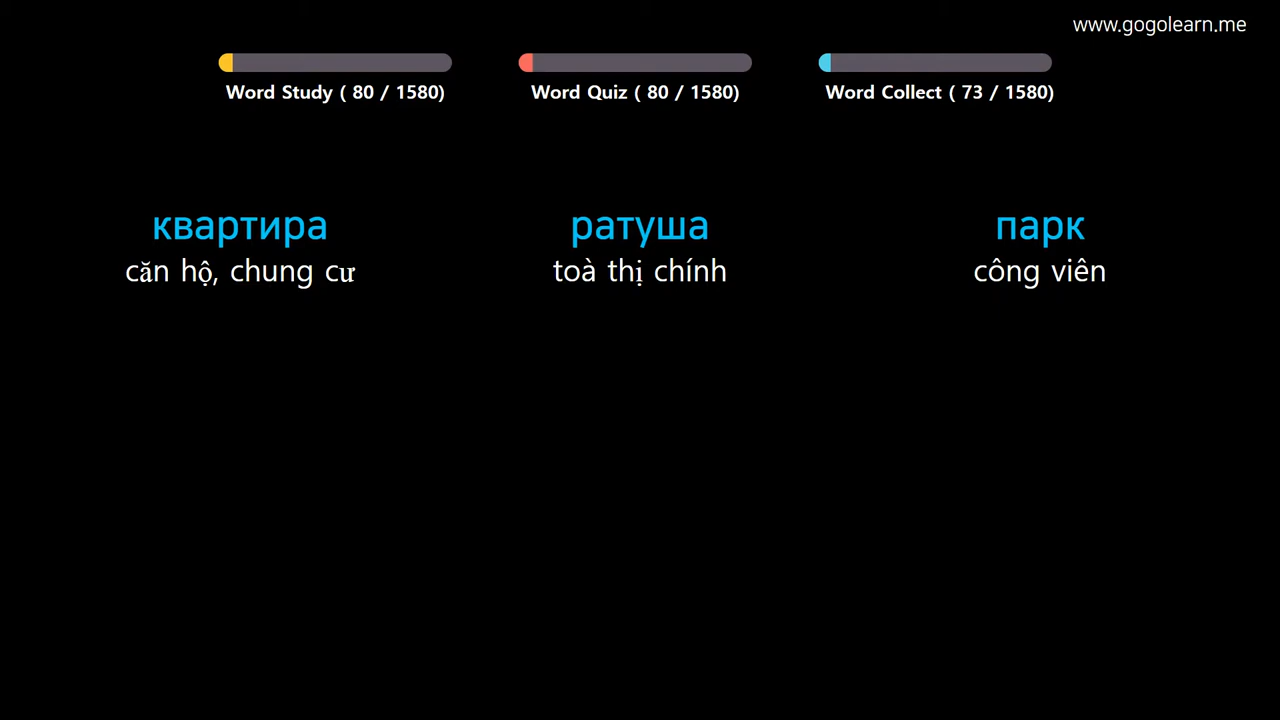 www.gogolearn.me
Word Study ( 80 / 1580)
Word Quiz ( 80 / 1580)
Word Collect ( 73 / 1580)
квартира
căn hộ, chung cư
ратуша
toà thị chính
парк
công viên